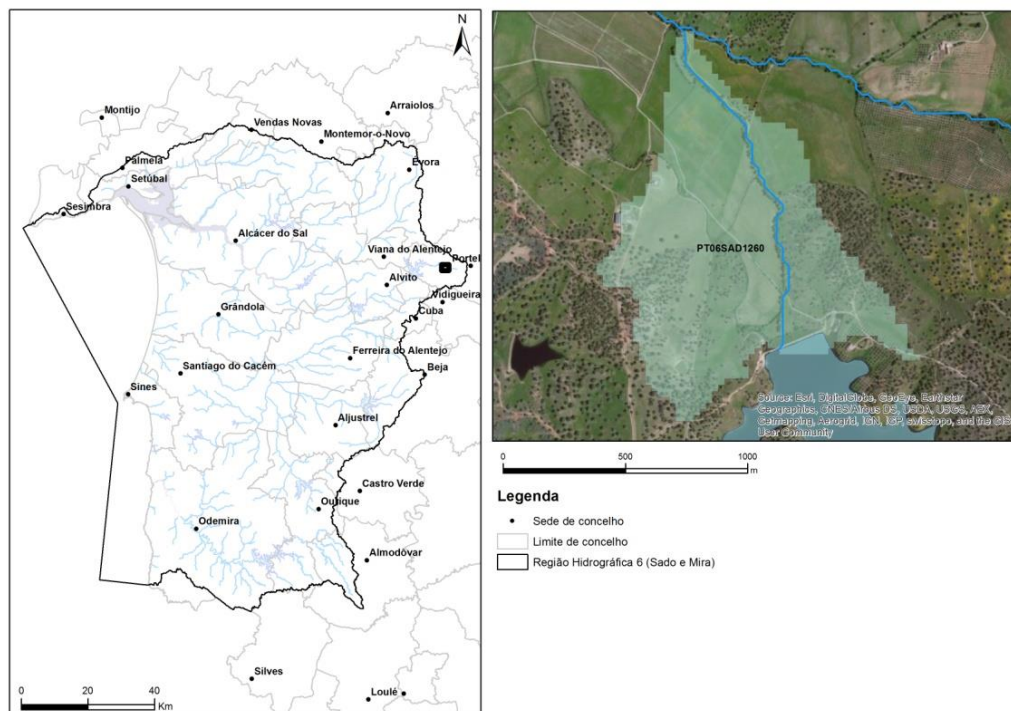 N
Montijo
Arraiolos
Vendas Novas
Montemor-o-Novo
Palmela
Évora
Setúbal
Sesimbra
Alcácer do Sal
Viana do Alentejo
Portel
Alvito
Vidigueira
Grândola
Cuba
Ferreira do Alentejo
Santiago do Cacém
Beja
Sines
Aljustrel
Castro Verde
Ourique
Odemira
Almodôvar
Silves
Loulé
0 20 40
Km
PT06SAD1260
Source: Esri, DigitalGlobe, GeoEye, Earthstar
Geographics, CNES/Airbus DS, USDA, USGS, AEX,
Getmapping, Aerogrid, IGN, IGP, swisstopo, and the GIS
User Community
0 500 1000
m
Legenda
Sede de concelho
Limite de concelho
Região Hidrográfica 6 (Sado e Mira)